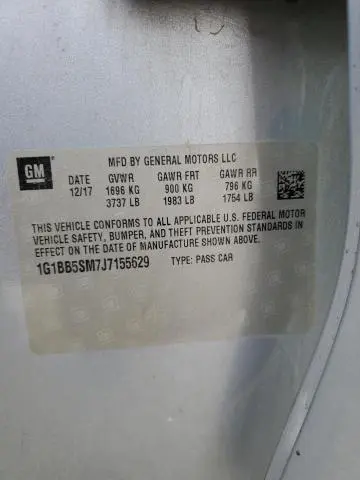 GM
MFD BY GENERAL MOTORS LLC
DATE GVWR GAWR FRT GAWR RR
12/17 1696 KG 900 KG 796 KG
3737 LB 1983 LB 1754 LB
THIS VEHICLE CONFORMS TO ALL APPLICABLE U.S. FEDERAL MOTOR
VEHICLE SAFETY, BUMPER, AND THEFT PREVENTION STANDARDS IN
EFFECT ON THE DATE OF MANUFACTURE SHOWN ABOVE.
1G1BB5SM7J7155629 TYPE: PASS CAR